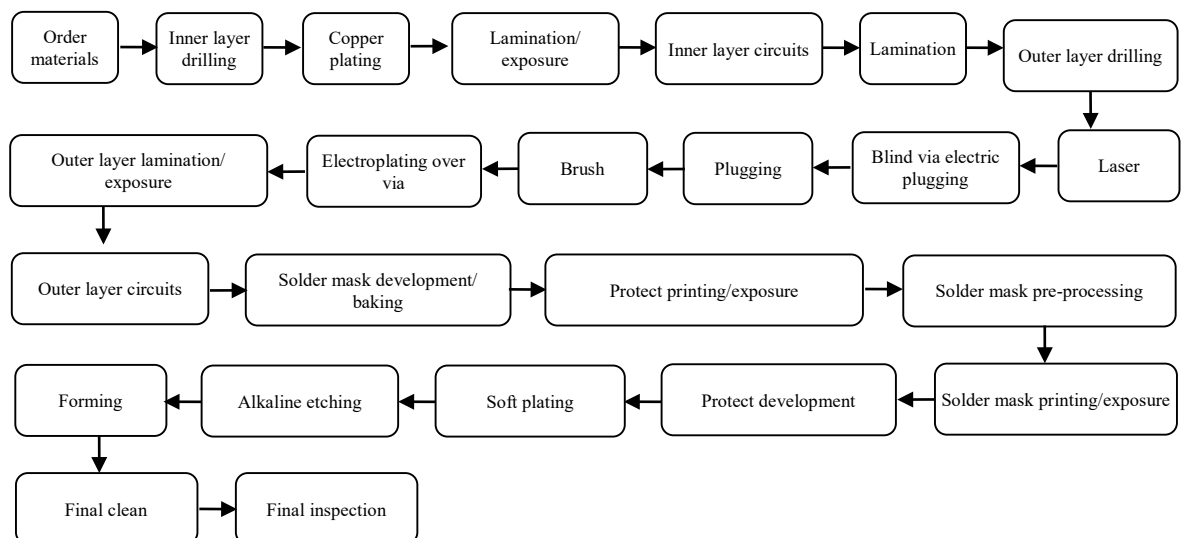 Order
materials
Inner layer
drilling
Copper
plating
Lamination/
exposure
Inner layer circuits
Lamination
Outer layer drilling
Laser
Blind via electric
plugging
Plugging
Brush
Electroplating over
via
Outer layer lamination/
exposure
Outer layer circuits
Solder mask development/
baking
Protect printing/exposure
Solder mask pre-processing
Solder mask printing/exposure
Protect development
Soft plating
Alkaline etching
Forming
Final clean
Final inspection